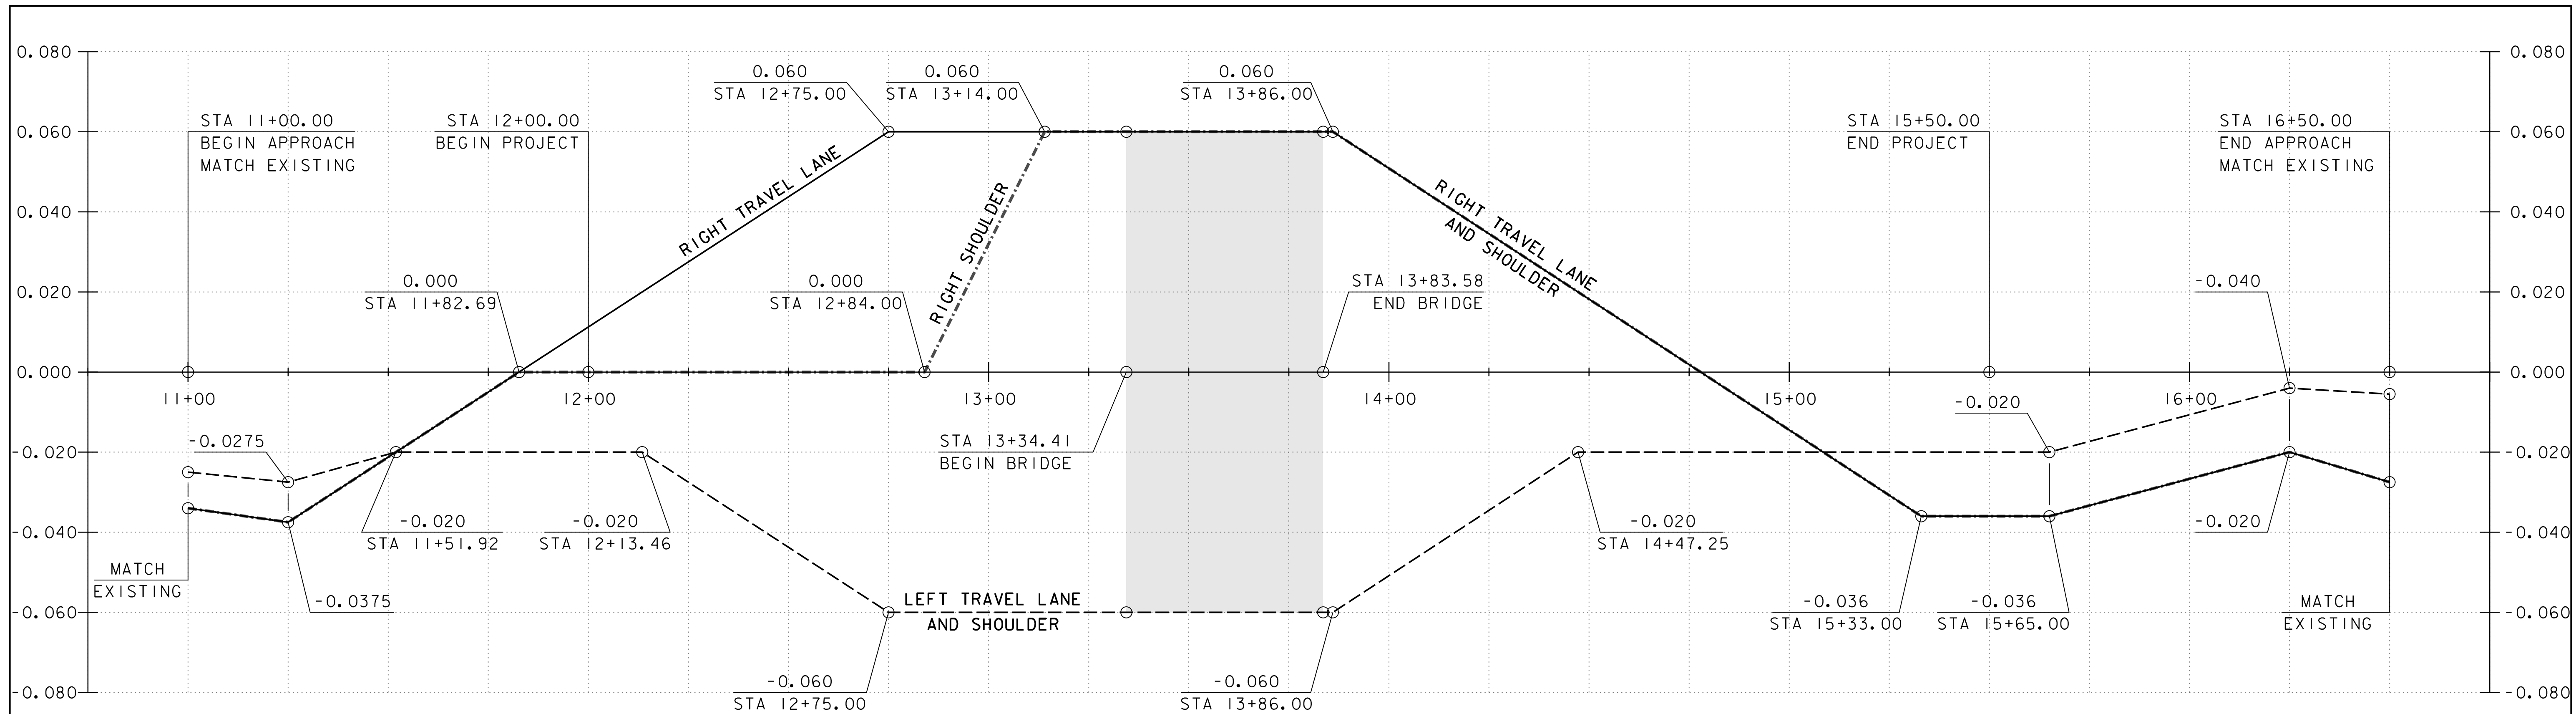 0.080
0.060
0.040
0.020
0.000
-0.020
-0.040
-0.060
-0.080
STA 11+00.00
BEGIN APPROACH
MATCH EXISTING
STA 12+00.00
BEGIN PROJECT
0.060
STA 12+75.00
0.060
STA 13+14.00
0.060
STA 13+86.00
STA 15+50.00
END PROJECT
STA 16+50.00
END APPROACH
MATCH EXISTING
RIGHT TRAVEL LANE
RIGHT SHOULDER
RIGHT TRAVEL LANE
AND SHOULDER
0.000
STA 11+82.69
0.000
STA 12+84.00
STA 13+83.58
END BRIDGE
-0.040
11+00
12+00
13+00
14+00
15+00
16+00
-0.0275
STA 13+34.41
BEGIN BRIDGE
-0.020
-0.020
STA 11+51.92
-0.020
STA 12+13.46
-0.020
STA 14+47.25
-0.020
MATCH
EXISTING
-0.0375
LEFT TRAVEL LANE
AND SHOULDER
-0.036
STA 15+33.00
-0.036
STA 15+65.00
MATCH
EXISTING
-0.060
STA 12+75.00
-0.060
STA 13+86.00
0.080
0.060
0.040
0.020
0.000
-0.020
-0.040
-0.060
-0.080